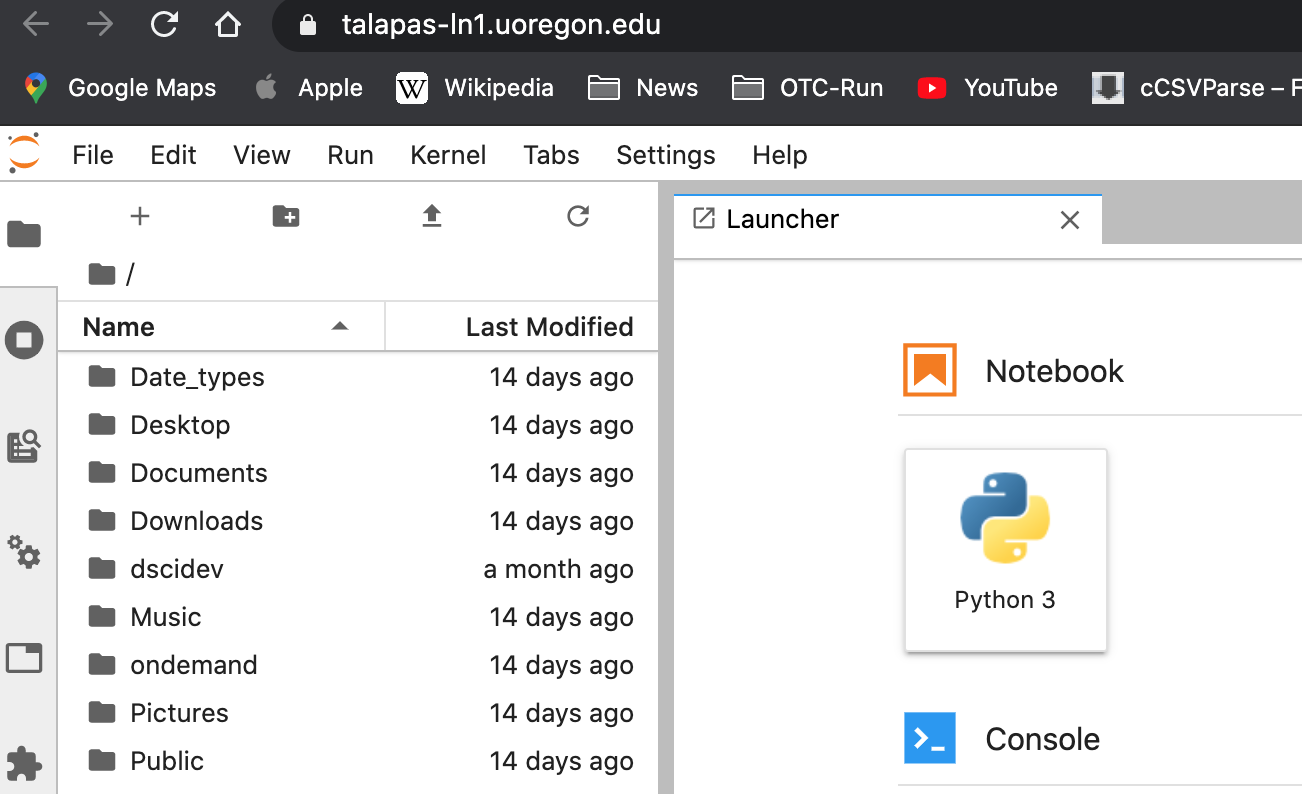 talapas-ln1.uoregon.edu
Google Maps Apple Wikipedia News OTC-Run YouTube cCSVParse – F
File Edit View Run Kernel Tabs Settings Help
Launcher
/
Name Last Modified
Date_types 14 days ago
Desktop 14 days ago
Documents 14 days ago
Downloads 14 days ago
dscidev a month ago
Music 14 days ago
ondemand 14 days ago
Pictures 14 days ago
Public 14 days ago
Notebook
Python 3
Console